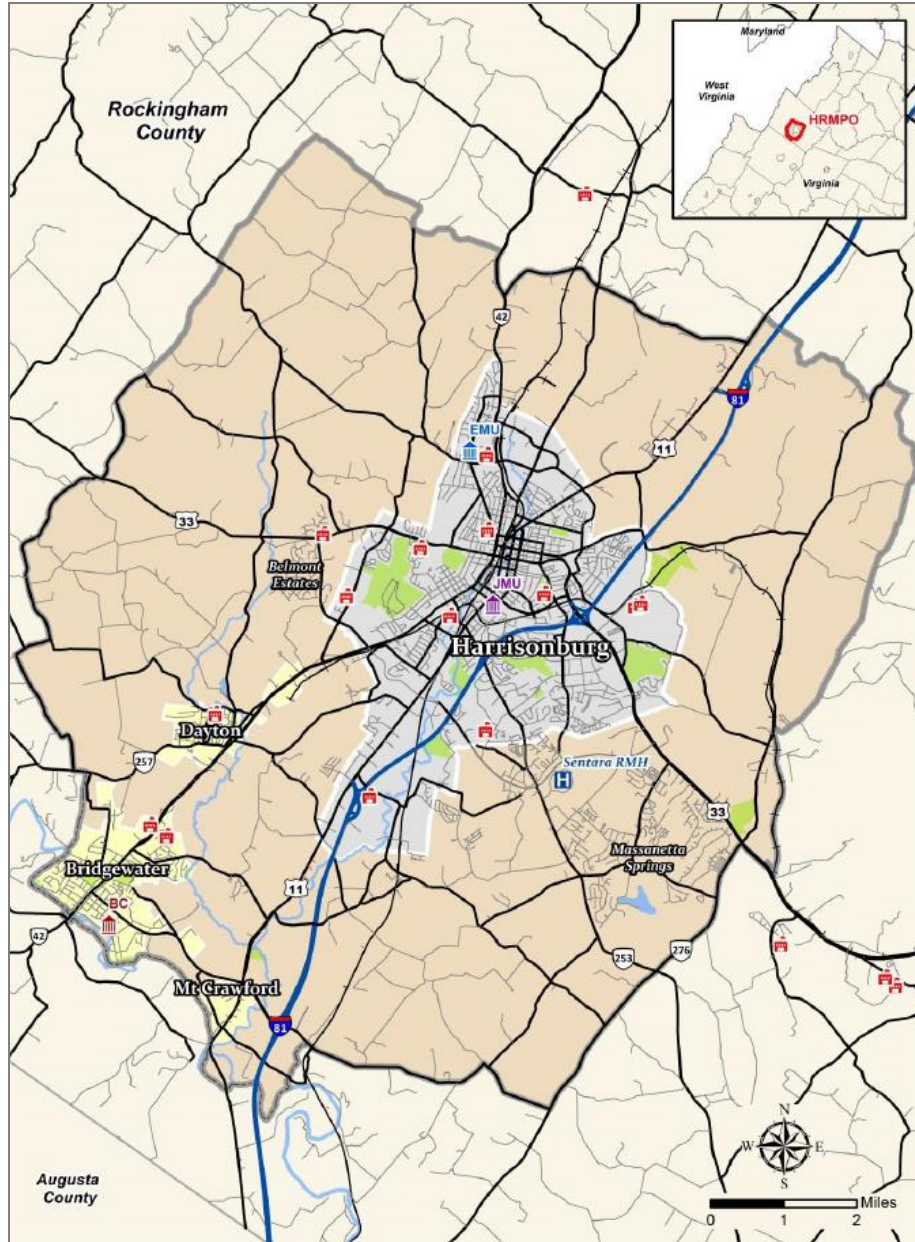 Maryland
West
Virginia
HRMPO
Virginia
Rockingham
County
42
81
11
EMU
33
Belmont
Estates
JMU
Harrisonburg
Dayton
257
Sentara RMH
H
33
Massanetta
Springs
Bridgewater
11
BC
42
253
276
Mt Crawford
81
N
W
E
S
Augusta
County
Miles
0 1 2